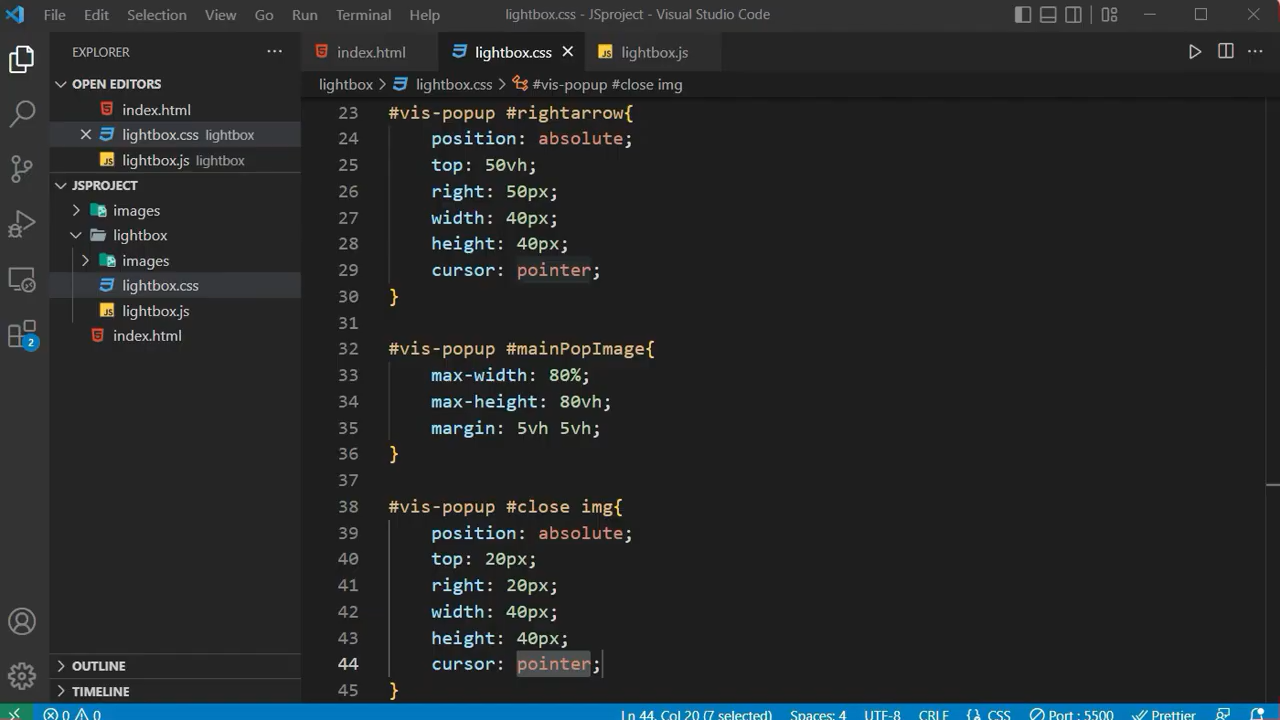 File Edit Selection View Go Run Terminal Help lightbox.css - JSproject - Visual Studio Code
EXPLORER
OPEN EDITORS
index.html
lightbox.css lightbox
lightbox.js lightbox
JSPROJECT
images
lightbox
images
lightbox.css
lightbox.js
index.html
2
OUTLINE
TIMELINE
index.html lightbox.css lightbox.js
lightbox > lightbox.css > #vis-popup #close img
23 #vis-popup #rightarrow{
24 position: absolute;
25 top: 50vh;
26 right: 50px;
27 width: 40px;
28 height: 40px;
29 cursor: pointer;
30 }
31
32 #vis-popup #mainPopImage{
33 max-width: 80%;
34 max-height: 80vh;
35 margin: 5vh 5vh;
36 }
37
38 #vis-popup #close img{
39 position: absolute;
40 top: 20px;
41 right: 20px;
42 width: 40px;
43 height: 40px;
44 cursor: pointer;
45 }
0 0 Ln 44, Col 20 (7 selected) Spaces: 4 UTF-8 CRLF {} CSS Port : 5500 Prettier